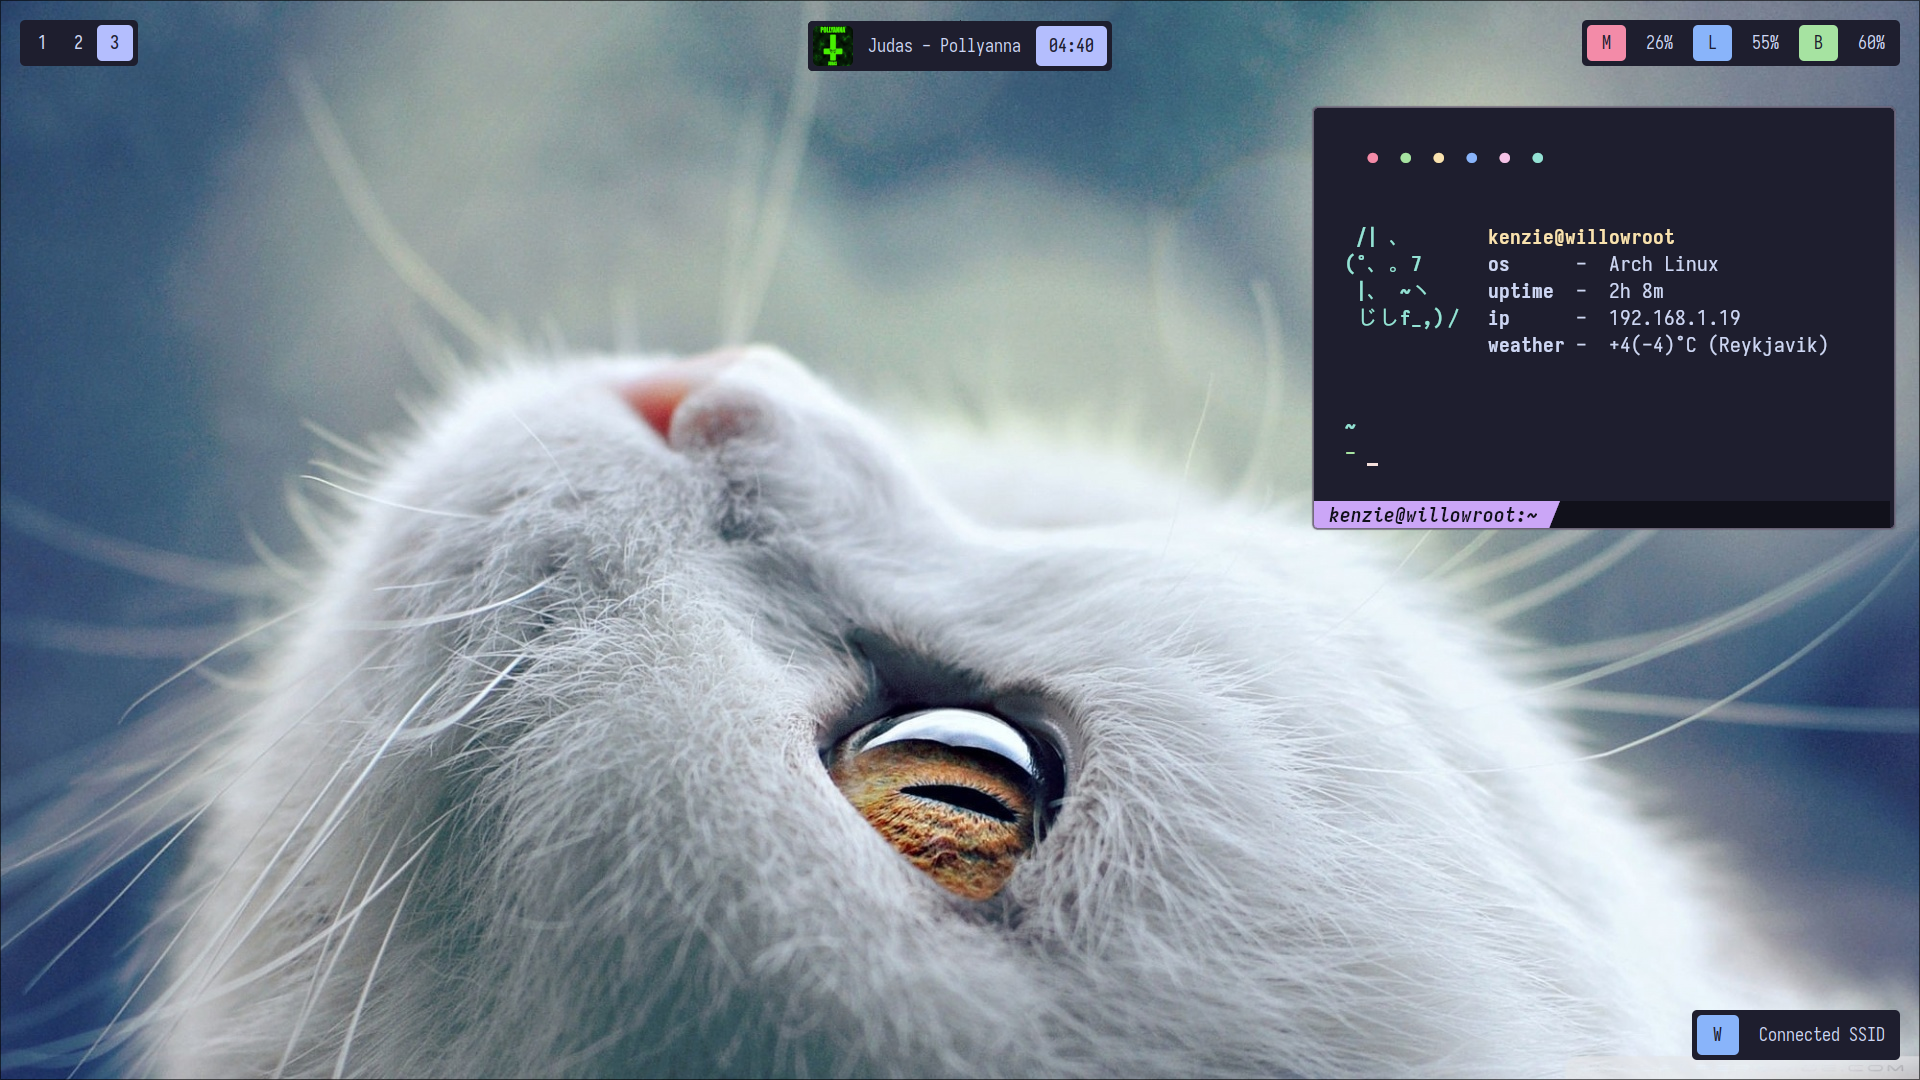 1 2 3
POLLYANNA
Judas - Pollyanna 04:40
M 26% L 55% B 60%
/| 、 kenzie@willowroot
(°、 。7 os - Arch Linux
|、 ~ヽ uptime - 2h 8m
じしf_,)/ ip - 192.168.1.19
weather - +4(-4)°C (Reykjavik)
~
- _
kenzie@willowroot:~
W Connected SSID